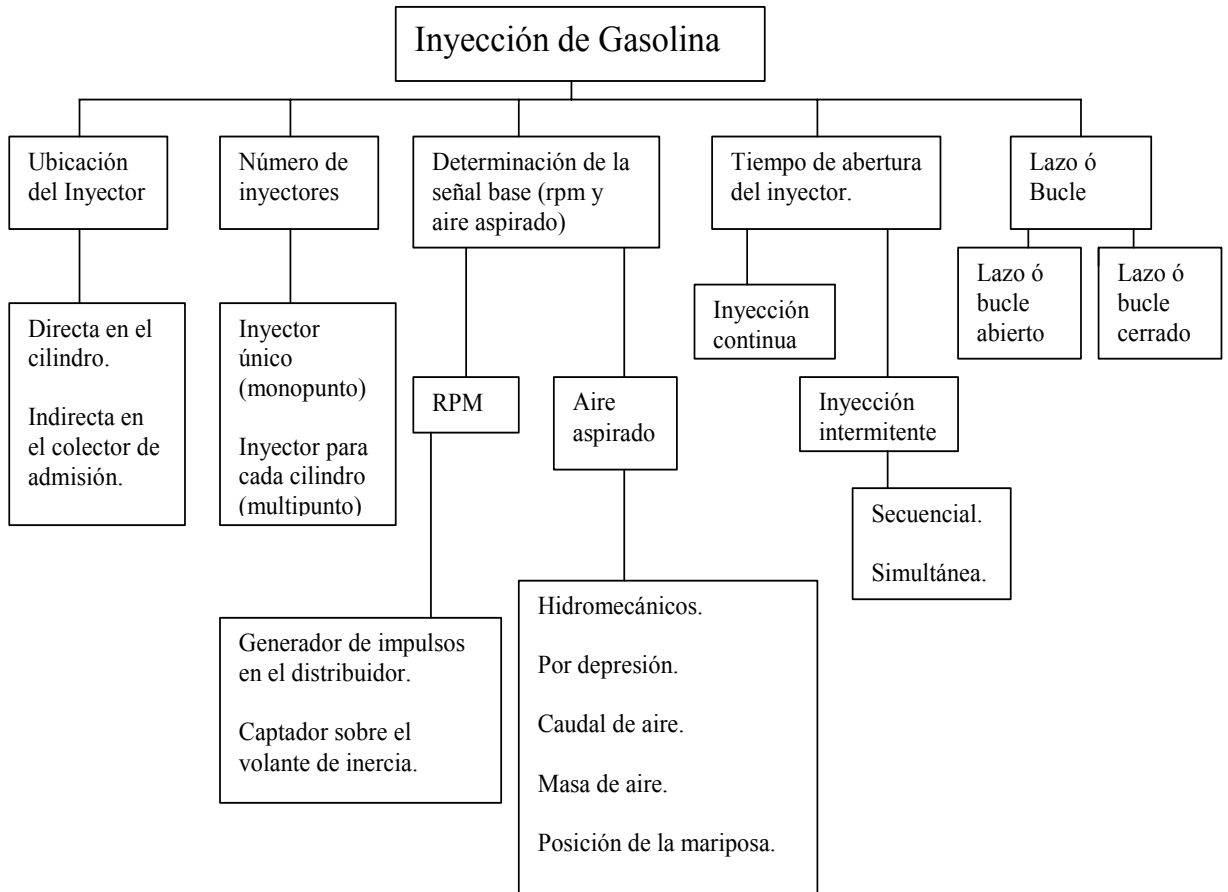 Inyección de Gasolina
Ubicación
del Inyector
Número de
inyectores
Determinación de la
señal base (rpm y
aire aspirado)
Tiempo de abertura
del inyector.
Lazo ó
Bucle
Directa en el
cilindro.
Indirecta en
el colector de
admisión.
Inyector
único
(monopunto)
Inyector para
cada cilindro
(multipunto)
RPM
Aire
aspirado
Inyección
continua
Inyección
intermitente
Lazo ó
bucle
abierto
Lazo ó
bucle
cerrado
Generador de impulsos
en el distribuidor.
Captador sobre el
volante de inercia.
Hidromecánicos.
Por depresión.
Caudal de aire.
Masa de aire.
Posición de la mariposa.
Secuencial.
Simultánea.